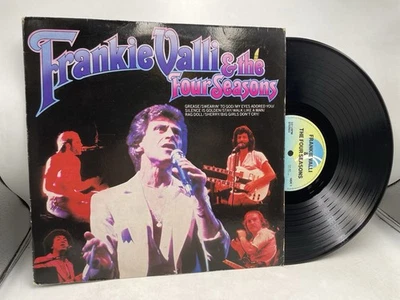 Frankie Valli
& the
Four Seasons
GREASE/SWEARIN' TO GOD/MY EYES ADORED YOU
SILENCE IS GOLDEN/STAY/WALK LIKE A MAN/
RAG DOLL/SHERRY/BIG GIRLS DON'T CRY/
FRANKIE VALLI
&
THE FOUR SEASONS